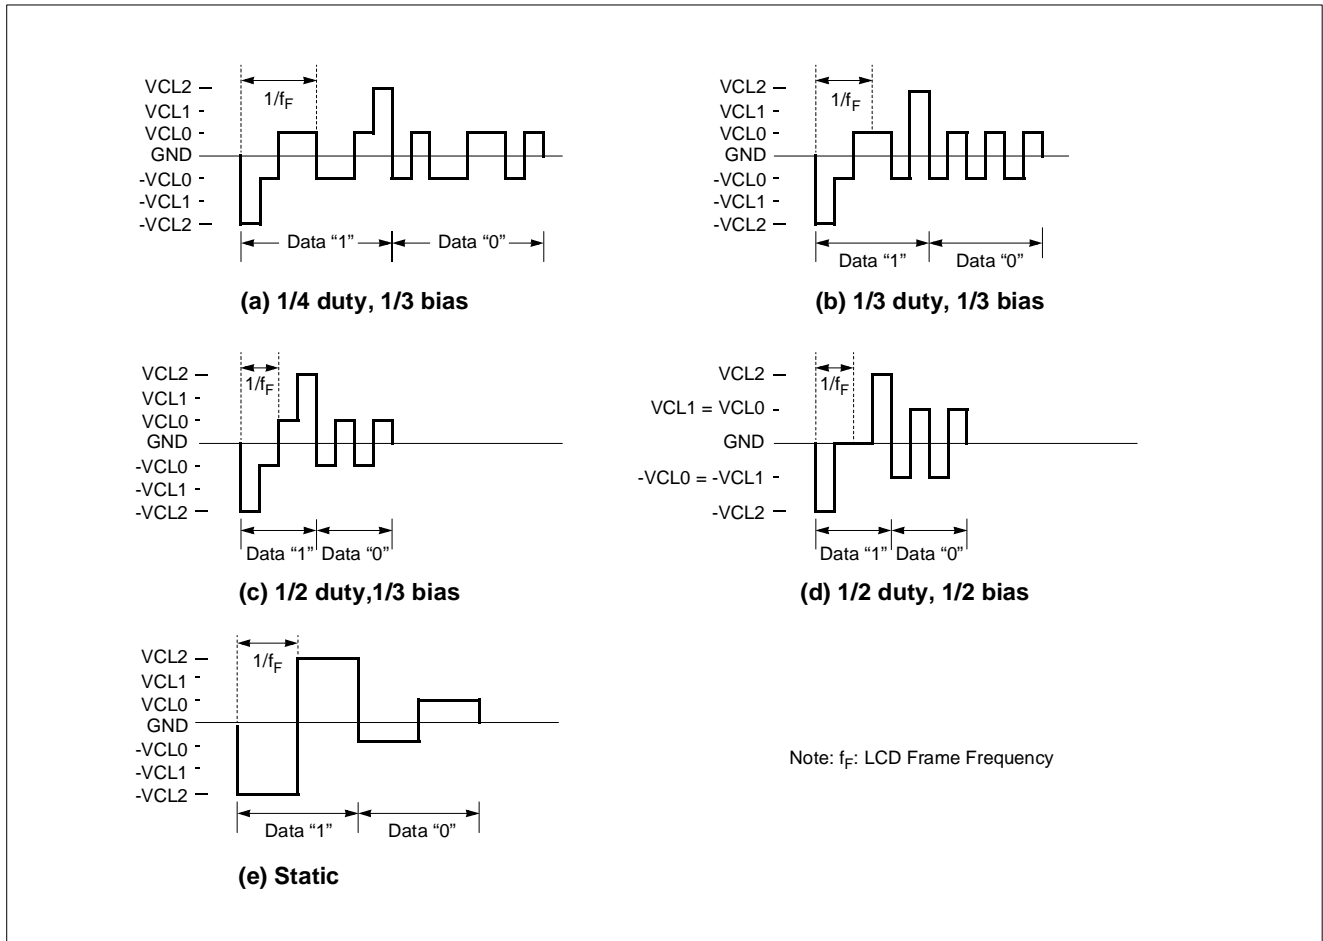 VCL2
VCL1
VCL0
GND
-VCL0
-VCL1
-VCL2
1/fF
Data “1”
Data “0”
(a) 1/4 duty, 1/3 bias
VCL2
VCL1
VCL0
GND
-VCL0
-VCL1
-VCL2
1/fF
Data “1”
Data “0”
(b) 1/3 duty, 1/3 bias
VCL2
VCL1
VCL0
GND
-VCL0
-VCL1
-VCL2
1/fF
Data “1”
Data “0”
(c) 1/2 duty,1/3 bias
VCL2
VCL1 = VCL0
GND
-VCL0 = -VCL1
-VCL2
1/fF
Data “1”
Data “0”
(d) 1/2 duty, 1/2 bias
VCL2
VCL1
VCL0
GND
-VCL0
-VCL1
-VCL2
1/fF
Data “1”
Data “0”
(e) Static
Note: fF: LCD Frame Frequency